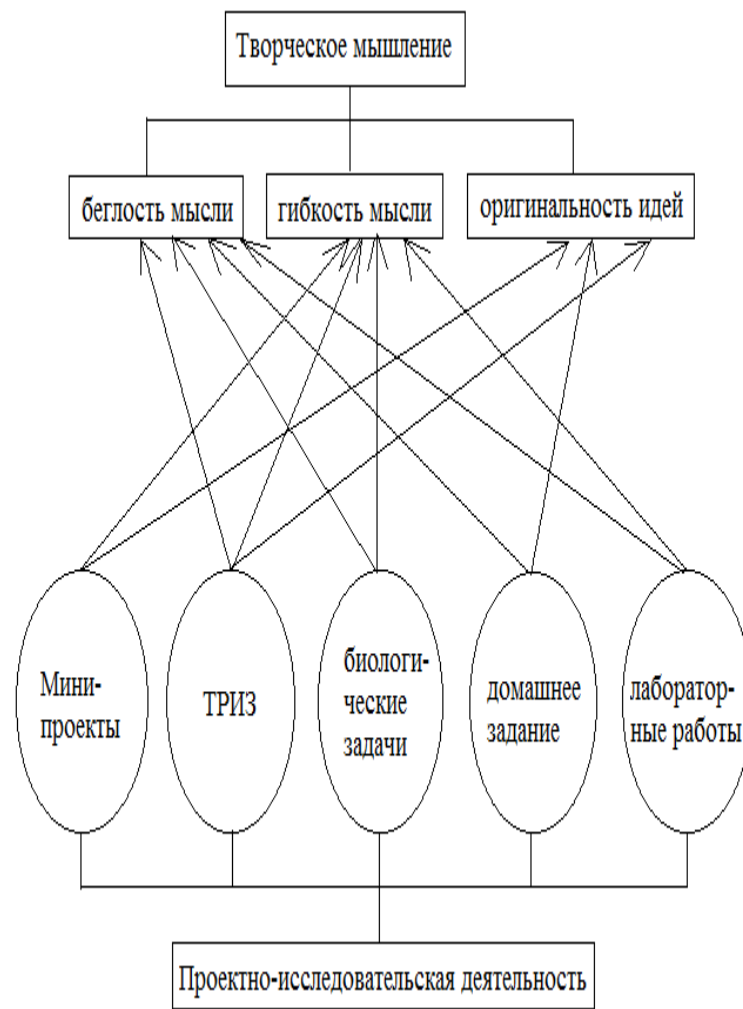 Творческое мышление
беглость мысли
гибкость мысли
оригинальность идей
Мини-
проекты
ТРИЗ
биологи-
ческие
задачи
домашнее
задание
лаборатор-
ные работы
Проектно-исследовательская деятельность